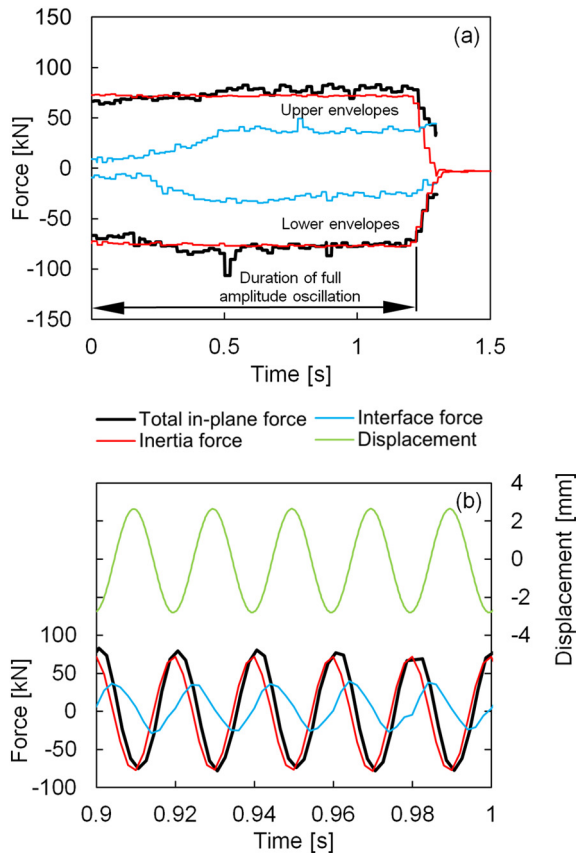 (a)
Force [kN]
150
100
50
0
-50
-100
-150
Upper envelopes
Lower envelopes
Duration of full
amplitude oscillation
0 0.5 1 1.5
Time [s]
Total in-plane force Interface force
Inertia force Displacement
(b)
4
2
0
-2
-4
Displacement [mm]
100
50
0
-50
-100
Force [kN]
0.9 0.92 0.94 0.96 0.98 1
Time [s]